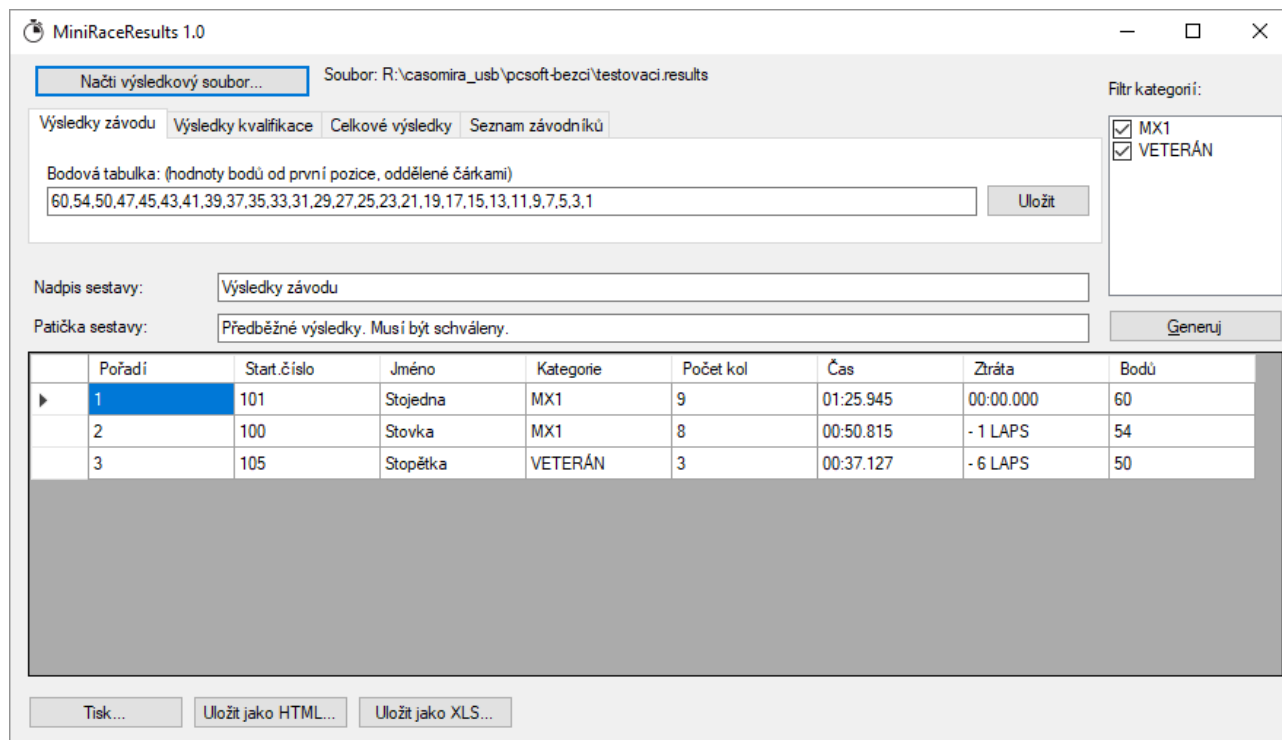 MiniRaceResults 1.0
Načti výsledkový soubor...
Soubor: R:\casomira_usb\pcsoft-bezci\testovaci.results
Filtr kategorií:
Výsledky závodu Výsledky kvalifikace Celkové výsledky Seznam závodníků
MX1
VETERÁN
Bodová tabulka: (hodnoty bodů od první pozice, oddělené čárkami)
60,54,50,47,45,43,41,39,37,35,33,31,29,27,25,23,21,19,17,15,13,11,9,7,5,3,1
Uložit
Nadpis sestavy: Výsledky závodu
Patička sestavy: Předběžné výsledky. Musí být schváleny.
Generuj
Pořadí Start.číslo Jméno Kategorie Počet kol Čas Ztráta Bodů
1 101 Stojedna MX1 9 01:25.945 00:00.000 60
2 100 Stovka MX1 8 00:50.815 - 1 LAPS 54
3 105 Stopětka VETERÁN 3 00:37.127 - 6 LAPS 50
Tisk... Uložit jako HTML... Uložit jako XLS...